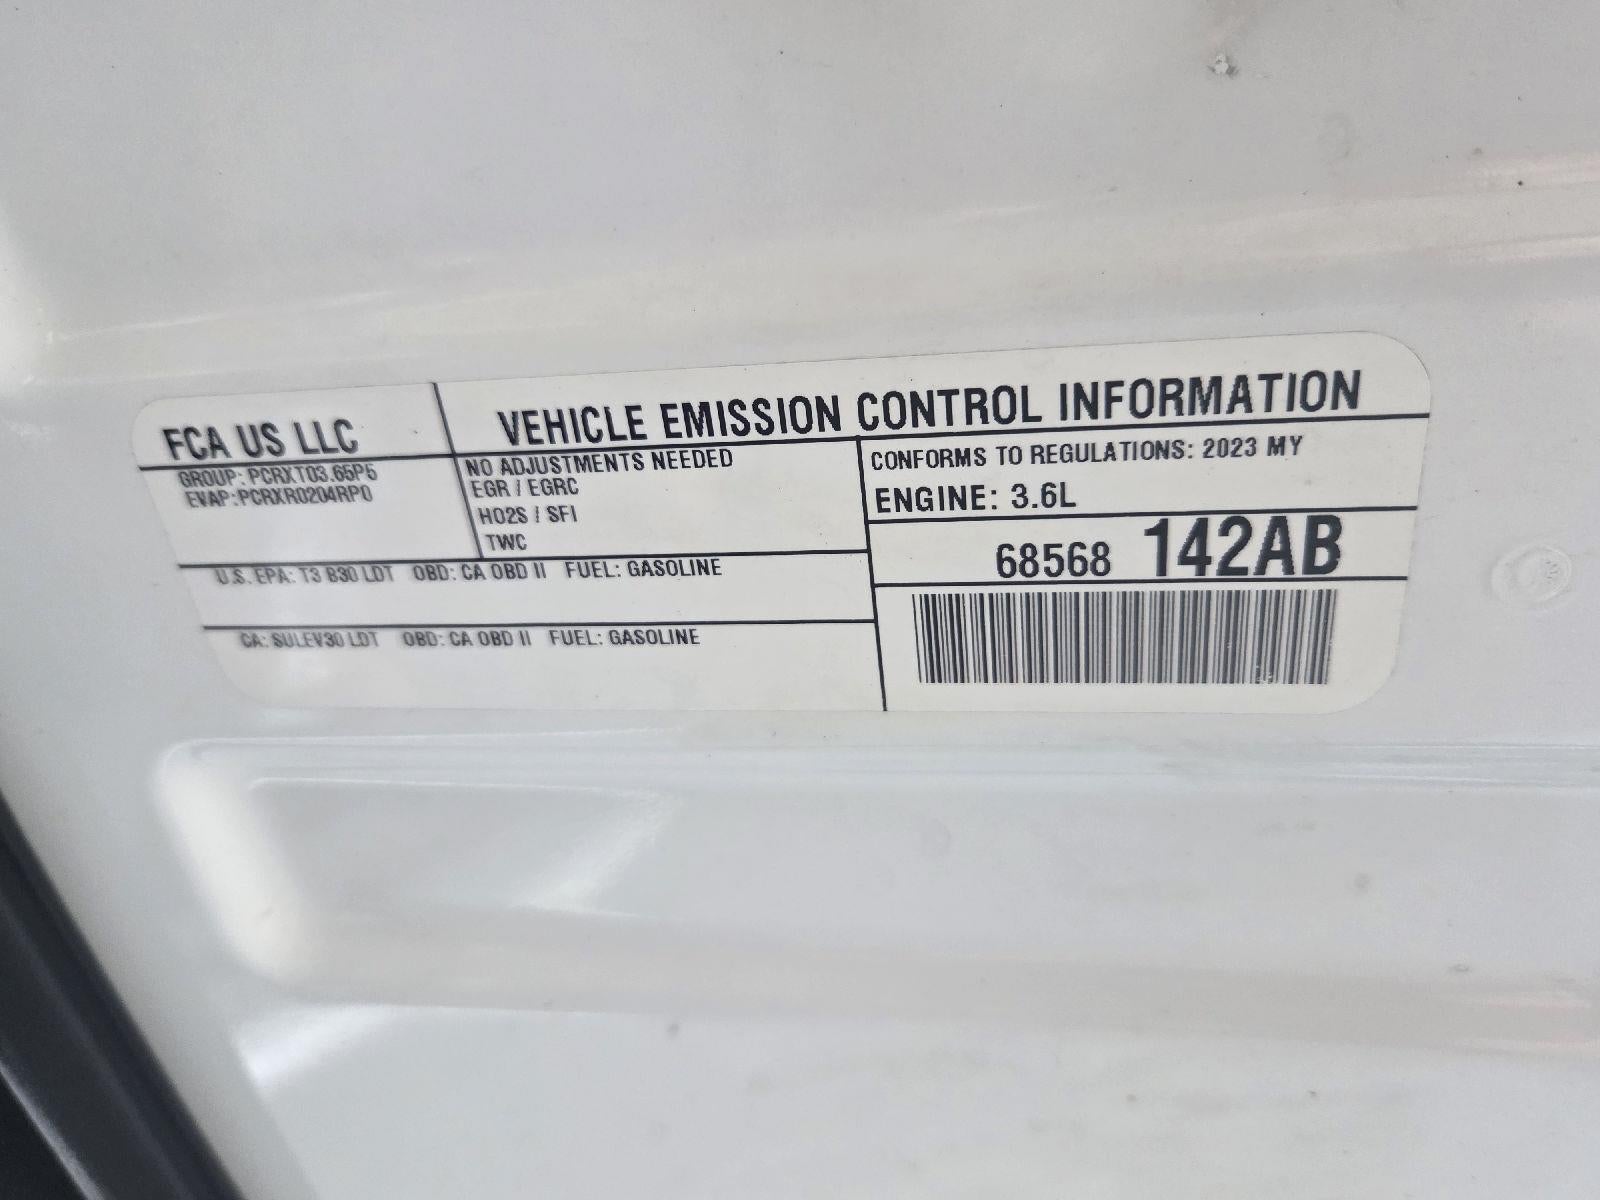 FCA US LLC
VEHICLE EMISSION CONTROL INFORMATION
GROUP: PCRXT03.65P5
EVAP:PCRXR0204RP0
NO ADJUSTMENTS NEEDED
EGR / EGRC
HO2S / SFI
TWC
CONFORMS TO REGULATIONS: 2023 MY
ENGINE: 3.6L
68568 142AB
U.S. EPA: T3 B30 LDT OBD: CA OBD II FUEL: GASOLINE
CA: SULEV30 LDT OBD: CA OBD II FUEL: GASOLINE